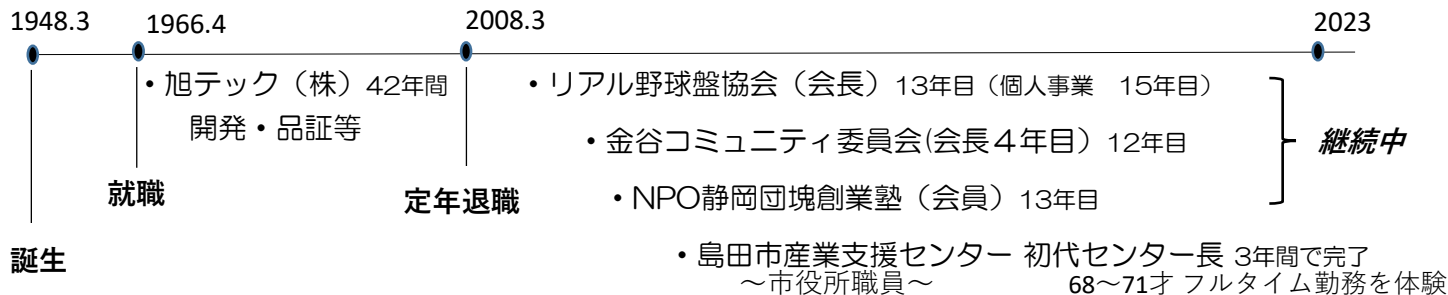 1948.3 1966.4 2008.3 2023
・旭テック（株）42年間
開発・品証等
・リアル野球盤協会（会長）13年目（個人事業　15年目）
・金谷コミュニティ委員会(会長４年目）12年目
継続中
就職
定年退職
・NPO静岡団塊創業塾（会員）13年目
誕生
・島田市産業支援センター 初代センター長 3年間で完了
～市役所職員～ 68～71才 フルタイム勤務を体験